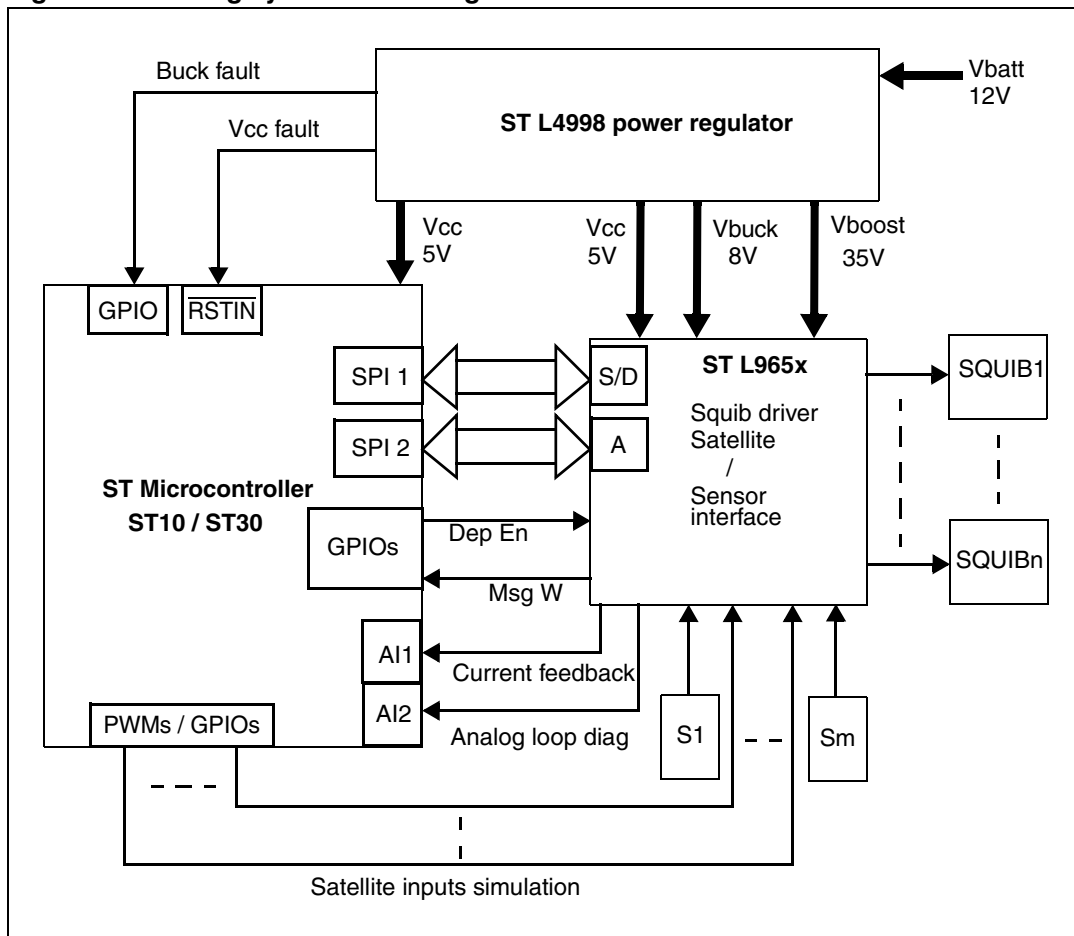 Buck fault
Vbatt
12V
ST L4998 power regulator
Vcc fault
Vcc
5V
Vcc
5V
Vbuck
8V
Vboost
35V
GPIO
RSTIN
ST L965x
SPI 1
S/D
SQUIB1
Squib driver
Satellite
/
Sensor
interface
SPI 2
A
ST Microcontroller
ST10 / ST30
GPIOs
Dep En
SQUIBn
Msg W
AI1
Current feedback
AI2
Analog loop diag
PWMs / GPIOs
S1
Sm
Satellite inputs simulation